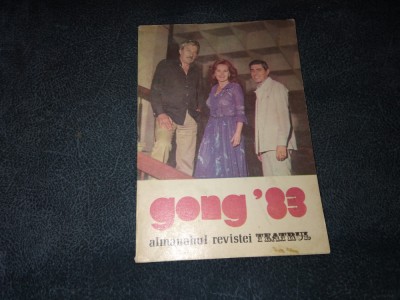 gong '83
almanahul revistei TEATRUL